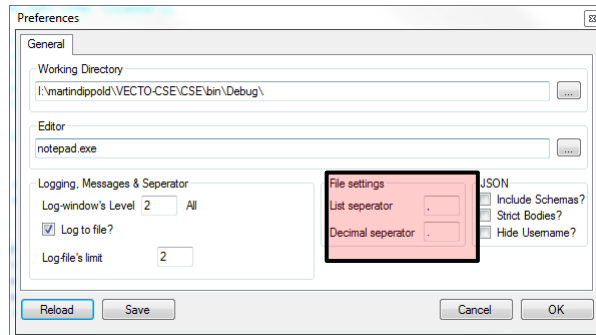 Preferences
General
Working Directory
I:\martindippold\VECTO-CSE\CSE\bin\Debug\
...
Editor
notepad.exe
...
Logging, Messages & Seperator
Log-window's Level 2 All
Log to file?
Log-file's limit 2
File settings
List seperator ,
Decimal seperator .
JSON
Include Schemas?
Strict Bodies?
Hide Username?
Reload Save Cancel OK